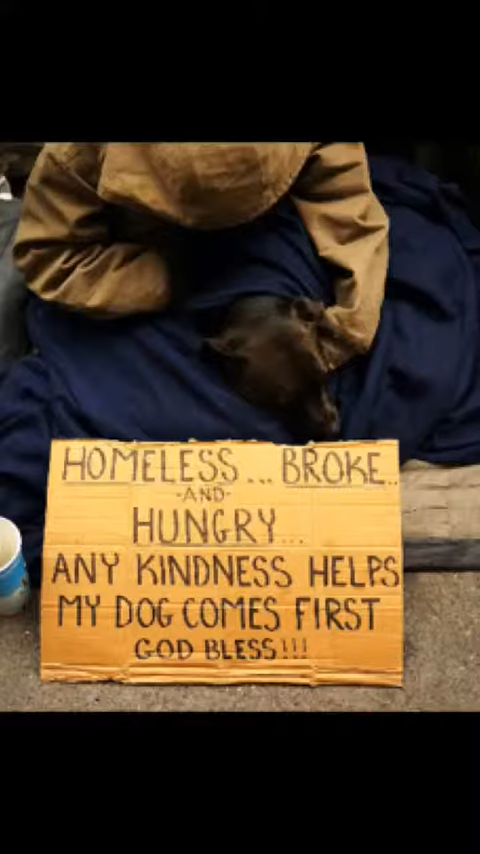 HOMELESS... BROKE..
-AND-
HUNGRY...
ANY KINDNESS HELPS
MY DOG COMES FIRST
GOD BLESS!!!